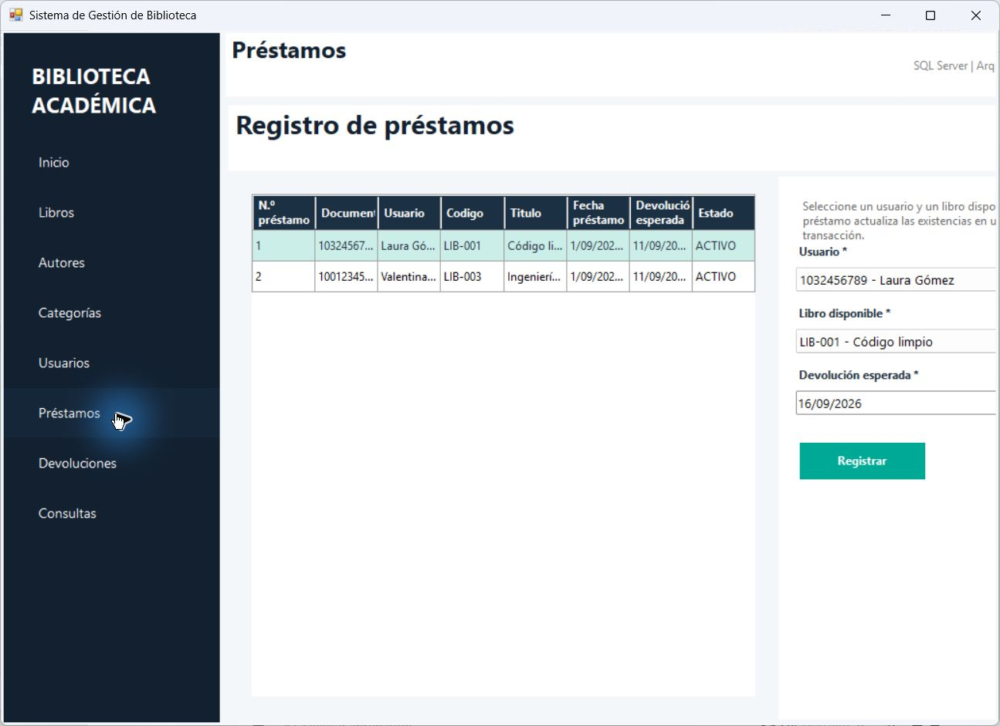 Sistema de Gestión de Biblioteca
BIBLIOTECA
ACADÉMICA
Inicio
Libros
Autores
Categorías
Usuarios
Préstamos
Devoluciones
Consultas
Préstamos
SQL Server | Arq
Registro de préstamos
N.º préstamo Document Usuario Codigo Titulo Fecha préstamo Devolució esperada Estado
1 10324567... Laura Gó... LIB-001 Código li... 1/09/202... 11/09/20... ACTIVO
2 10012345... Valentina... LIB-003 Ingenierí... 1/09/202... 11/09/20... ACTIVO
Seleccione un usuario y un libro dispo
préstamo actualiza las existencias en u
transacción.
Usuario *
1032456789 - Laura Gómez
Libro disponible *
LIB-001 - Código limpio
Devolución esperada *
16/09/2026
Registrar